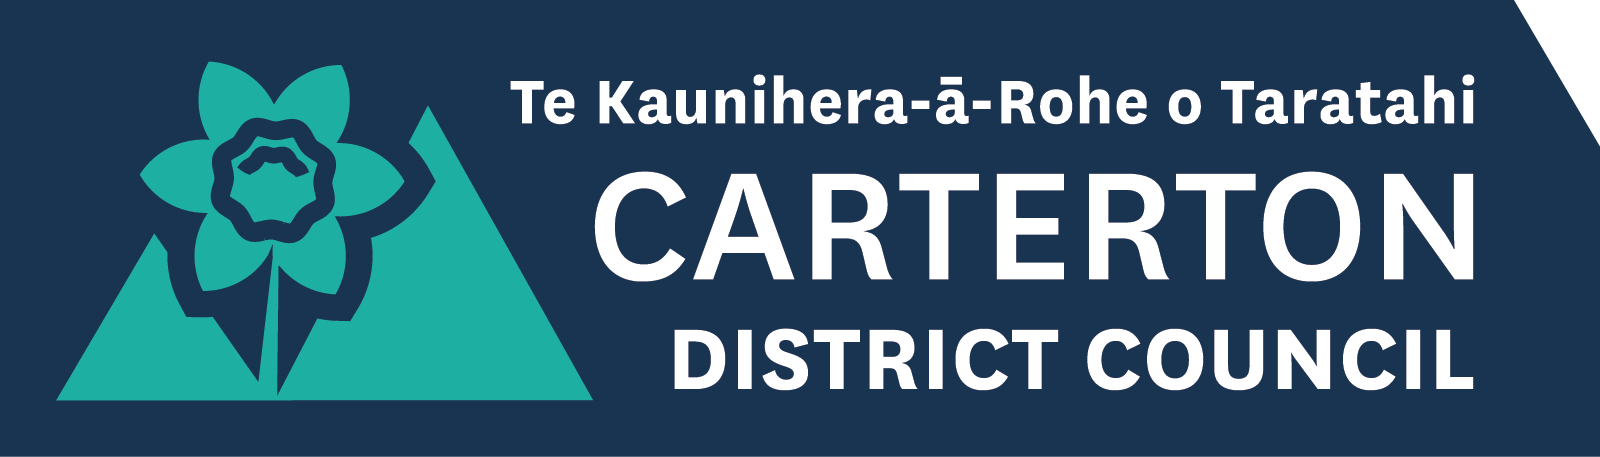 Te Kaunihera-ā-Rohe o Taratahi
CARTERTON
DISTRICT COUNCIL